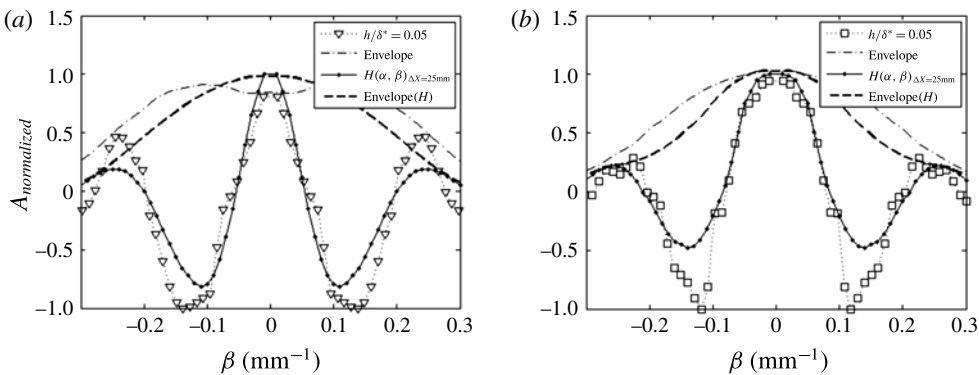 (a)
1.5
1.0
0.5
0
−0.5
−1.0
A normalized
−0.2
−0.1
0
0.1
0.2
0.3
β (mm⁻¹)
h/δ* = 0.05
Envelope
H(α, β)ΔX=25mm
Envelope(H)
(b)
1.5
1.0
0.5
0
−0.5
−1.0
−0.2
−0.1
0
0.1
0.2
0.3
β (mm⁻¹)
h/δ* = 0.05
Envelope
H(α, β)ΔX=25mm
Envelope(H)